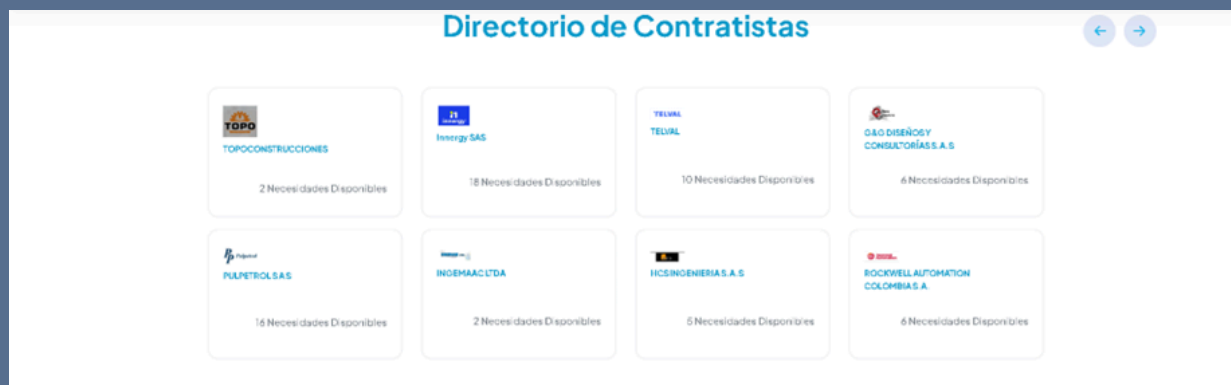 Directorio de Contratistas
TOPO
TOPOCONSTRUCCIONES
2 Necesidades Disponibles
Innergy SAS
18 Necesidades Disponibles
TELVAL
TELVAL
10 Necesidades Disponibles
G&G DISEÑOS Y
CONSULTORÍAS S.A.S
6 Necesidades Disponibles
PULPETROL S A S
16 Necesidades Disponibles
INGEMAAC LTDA
2 Necesidades Disponibles
HCS INGENIERIA S.A.S
5 Necesidades Disponibles
ROCKWELL AUTOMATION
COLOMBIA S. A.
6 Necesidades Disponibles